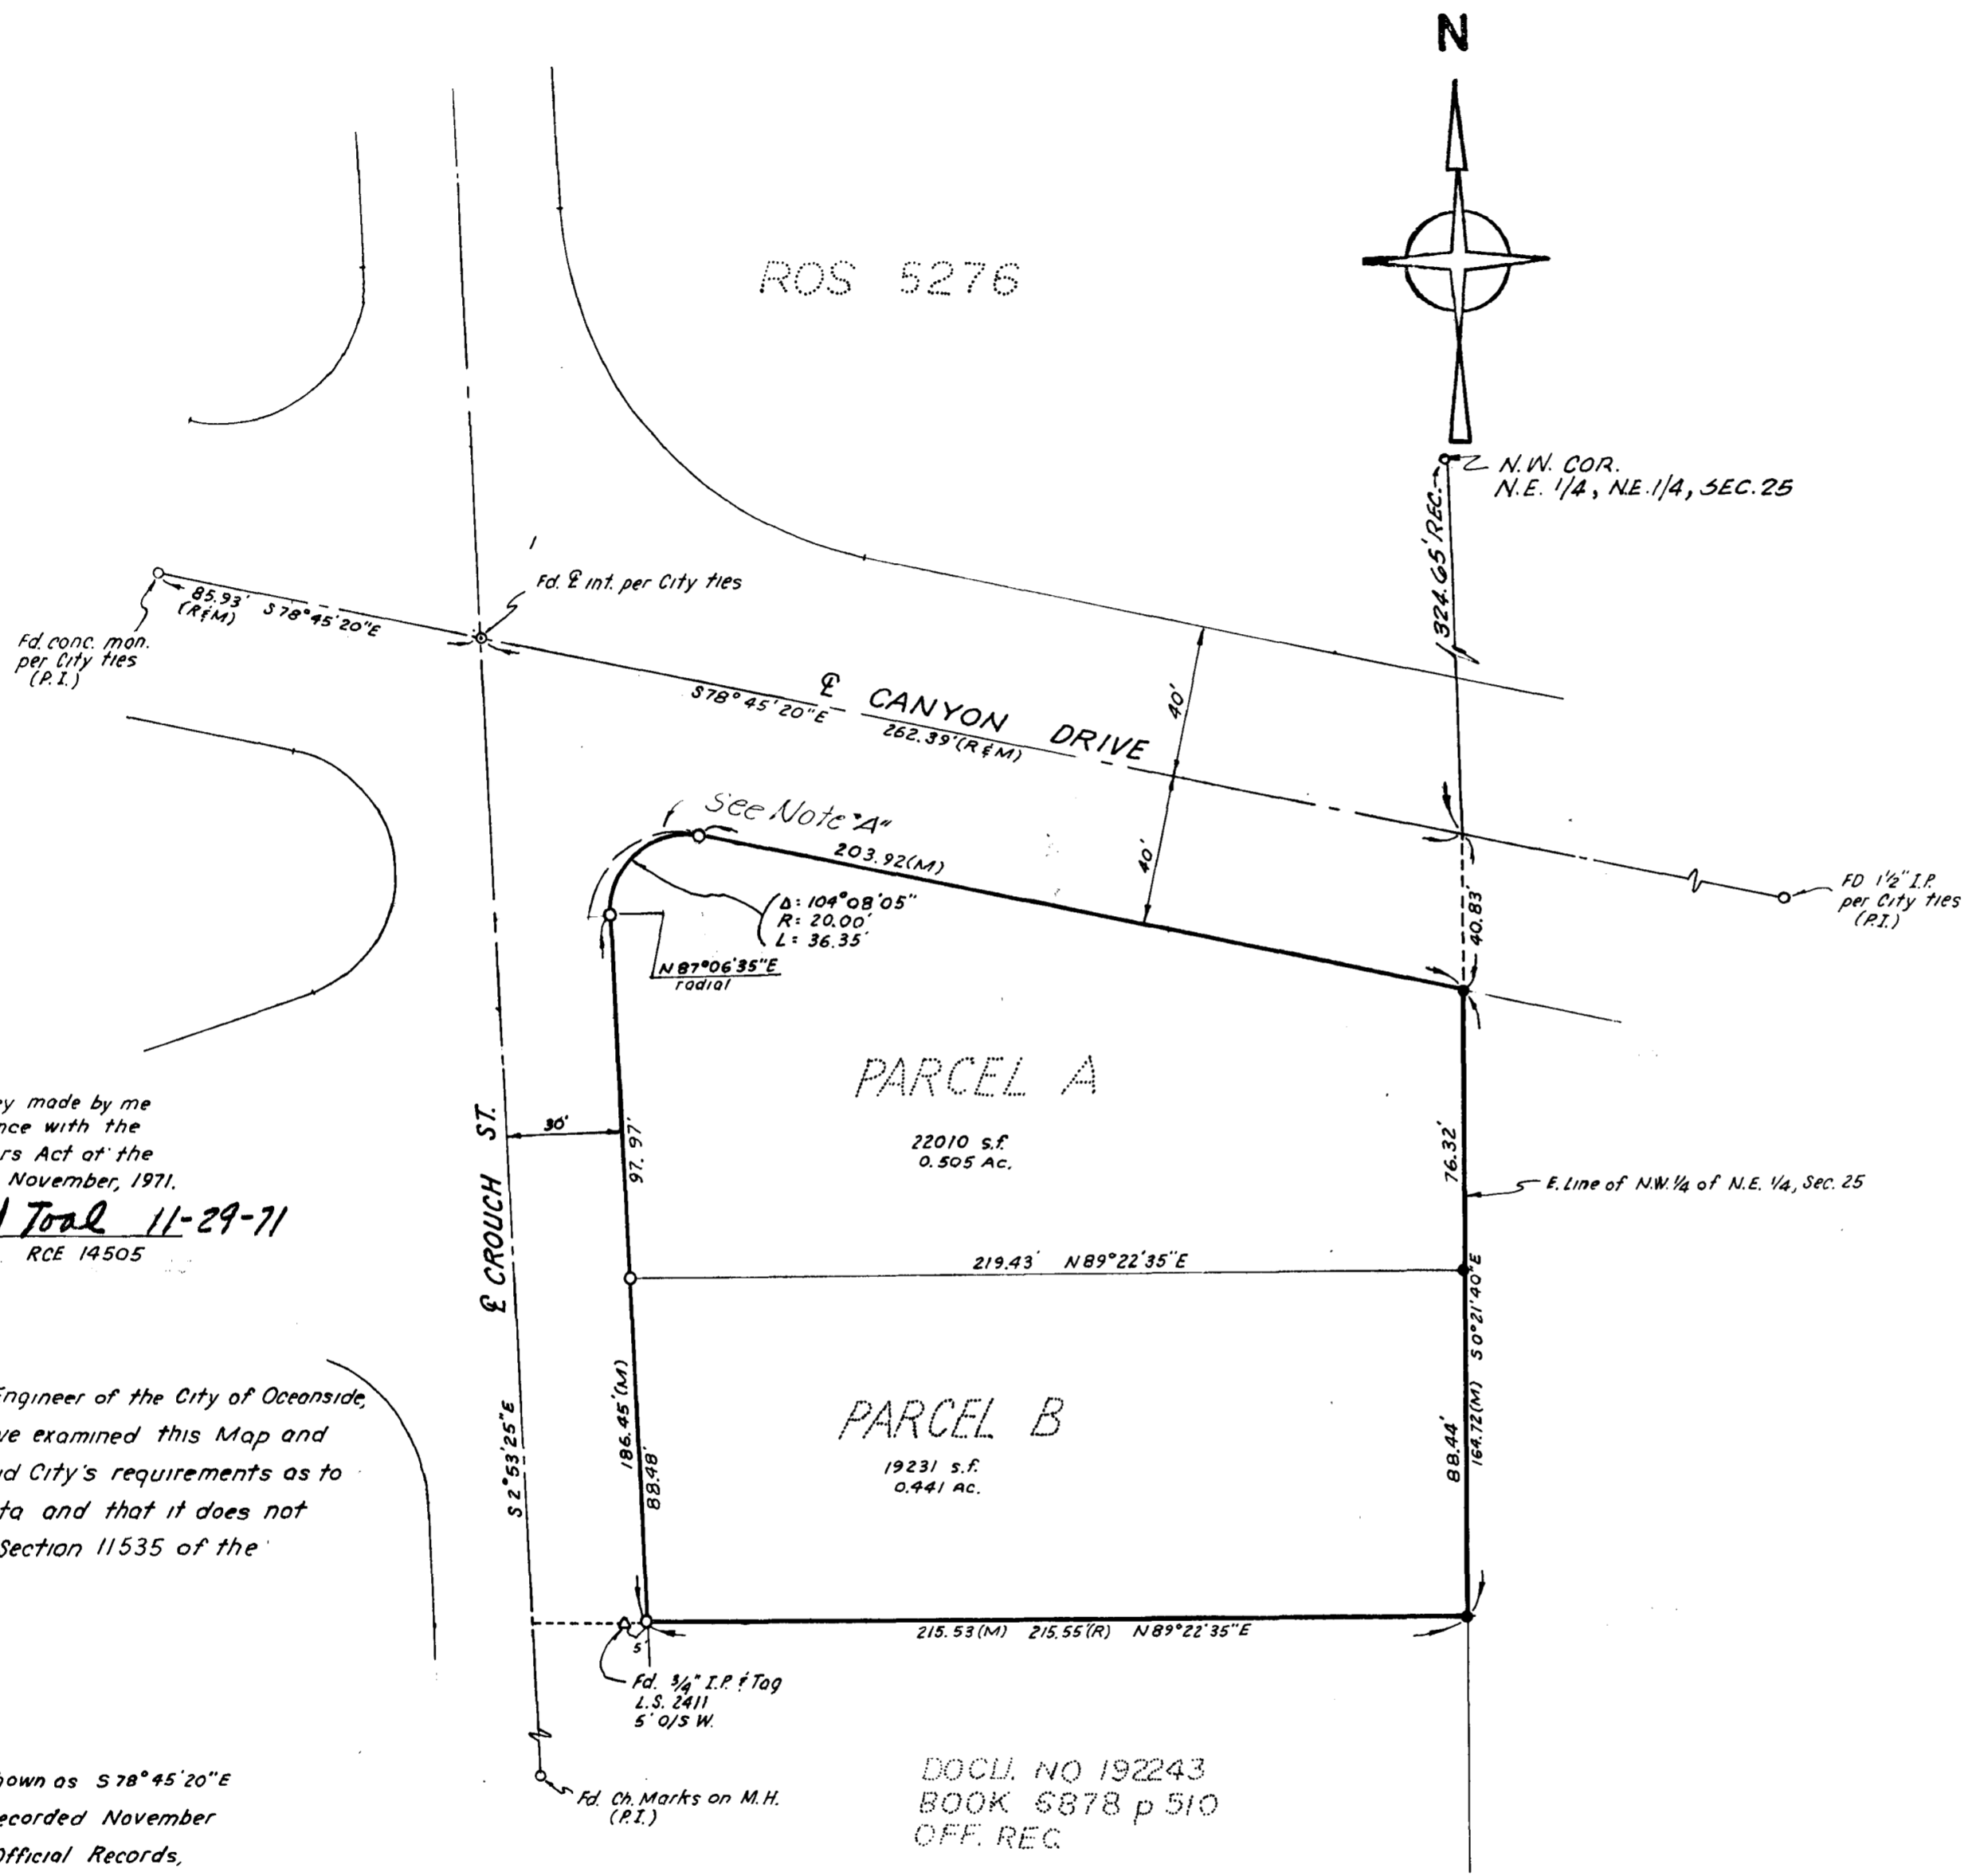 N
ROS 5276
N.W. COR.
N.E. 1/4, N.E. 1/4, SEC. 25
1324.65' REC.
Fd. ℄ int. per City ties
85.93' S78°45'20"E
(R&M)
Fd. conc. mon.
per City ties
(P.I.)
℄ CANYON DRIVE
S78°45'20"E
262.39'(R&M)
40'
40'
See Note "A"
203.92(M)
Δ= 104°08'05"
R= 20.00'
L= 36.35'
N87°06'35"E
radial
40.83'
FD 1½" I.P.
per City ties
(P.I.)
PARCEL A
22010 s.f.
0.505 Ac.
30'
97.97'
76.32'
E. Line of N.W. ¼ of N.E. ¼, Sec. 25
℄ CROUCH ST.
S2°53'25"E
ey made by me
nce with the
rs Act at the
November, 1971.
Toal 11-29-71
RCE 14505
219.43' N89°22'35"E
S0°21'40"E
164.72(M)
88.44'
PARCEL B
19231 s.f.
0.441 AC.
186.45'(M)
88.48'
Engineer of the City of Oceanside,
ve examined this Map and
id City's requirements as to
ta and that it does not
Section 11535 of the
215.53(M) 215.55'(R) N89°22'35"E
5'
Fd. ¾" I.P. & Tag
L.S. 2411
5' O/S W.
Fd. Ch. Marks on M.H.
(P.I.)
DOCU. NO 192243
BOOK 6878 p 510
OFF. REC.
hown as S78°45'20"E
ecorded November
Official Records,